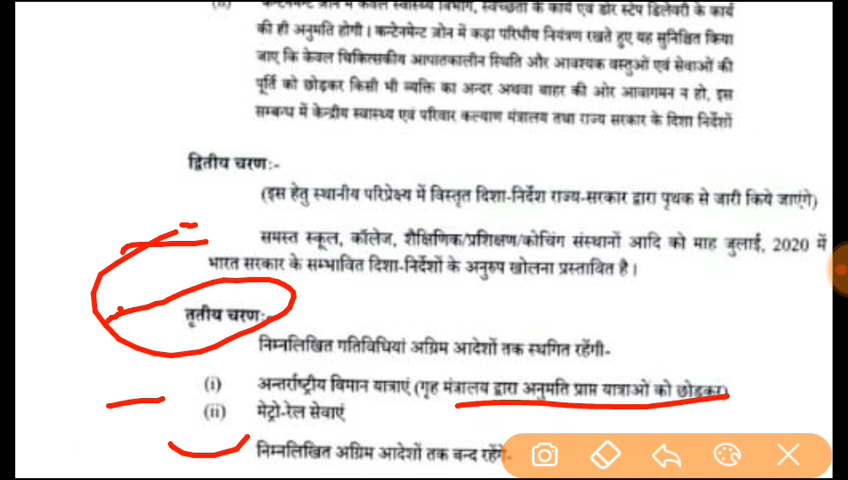 (ii) कन्टेनमेन्ट ज़ोन में केवल स्वास्थ्य विभाग, स्वच्छता के कार्य एवं डोर स्टेप डिलेवरी के कार्य
की ही अनुमति होगी। कन्टेनमेंट ज़ोन में कड़ा परिधीय नियंत्रण रखते हुए यह सुनिश्चित किया
जाए कि केवल चिकित्सकीय आपातकालीन स्थिति और आवश्यक वस्तुओं एवं सेवाओं की
पूर्ति को छोड़कर किसी भी व्यक्ति का अन्दर अथवा बाहर की ओर आवागमन न हो, इस
सम्बन्ध में केन्द्रीय स्वास्थ्य एवं परिवार कल्याण मंत्रालय तथा राज्य सरकार के दिशा निर्देशों
द्वितीय चरणः-
(इस हेतु स्थानीय परिप्रेक्ष्य में विस्तृत दिशा-निर्देश राज्य-सरकार द्वारा पृथक से जारी किये जाएंगे)
समस्त स्कूल, कॉलेज, शैक्षिणिक/प्रशिक्षण/कोचिंग संस्थानों आदि को माह जुलाई, 2020 में
भारत सरकार के सम्भावित दिशा-निर्देशों के अनुरुप खोलना प्रस्तावित है।
तृतीय चरणः-
निम्नलिखित गतिविधियां अग्रिम आदेशों तक स्थगित रहेंगी-
(i) अन्तर्राष्ट्रीय विमान यात्राएं (गृह मंत्रालय द्वारा अनुमति प्राप्त यात्राओं को छोडकर)
(ii) मेट्रो-रेल सेवाएं
निम्नलिखित अग्रिम आदेशों तक बन्द रहेंगे-